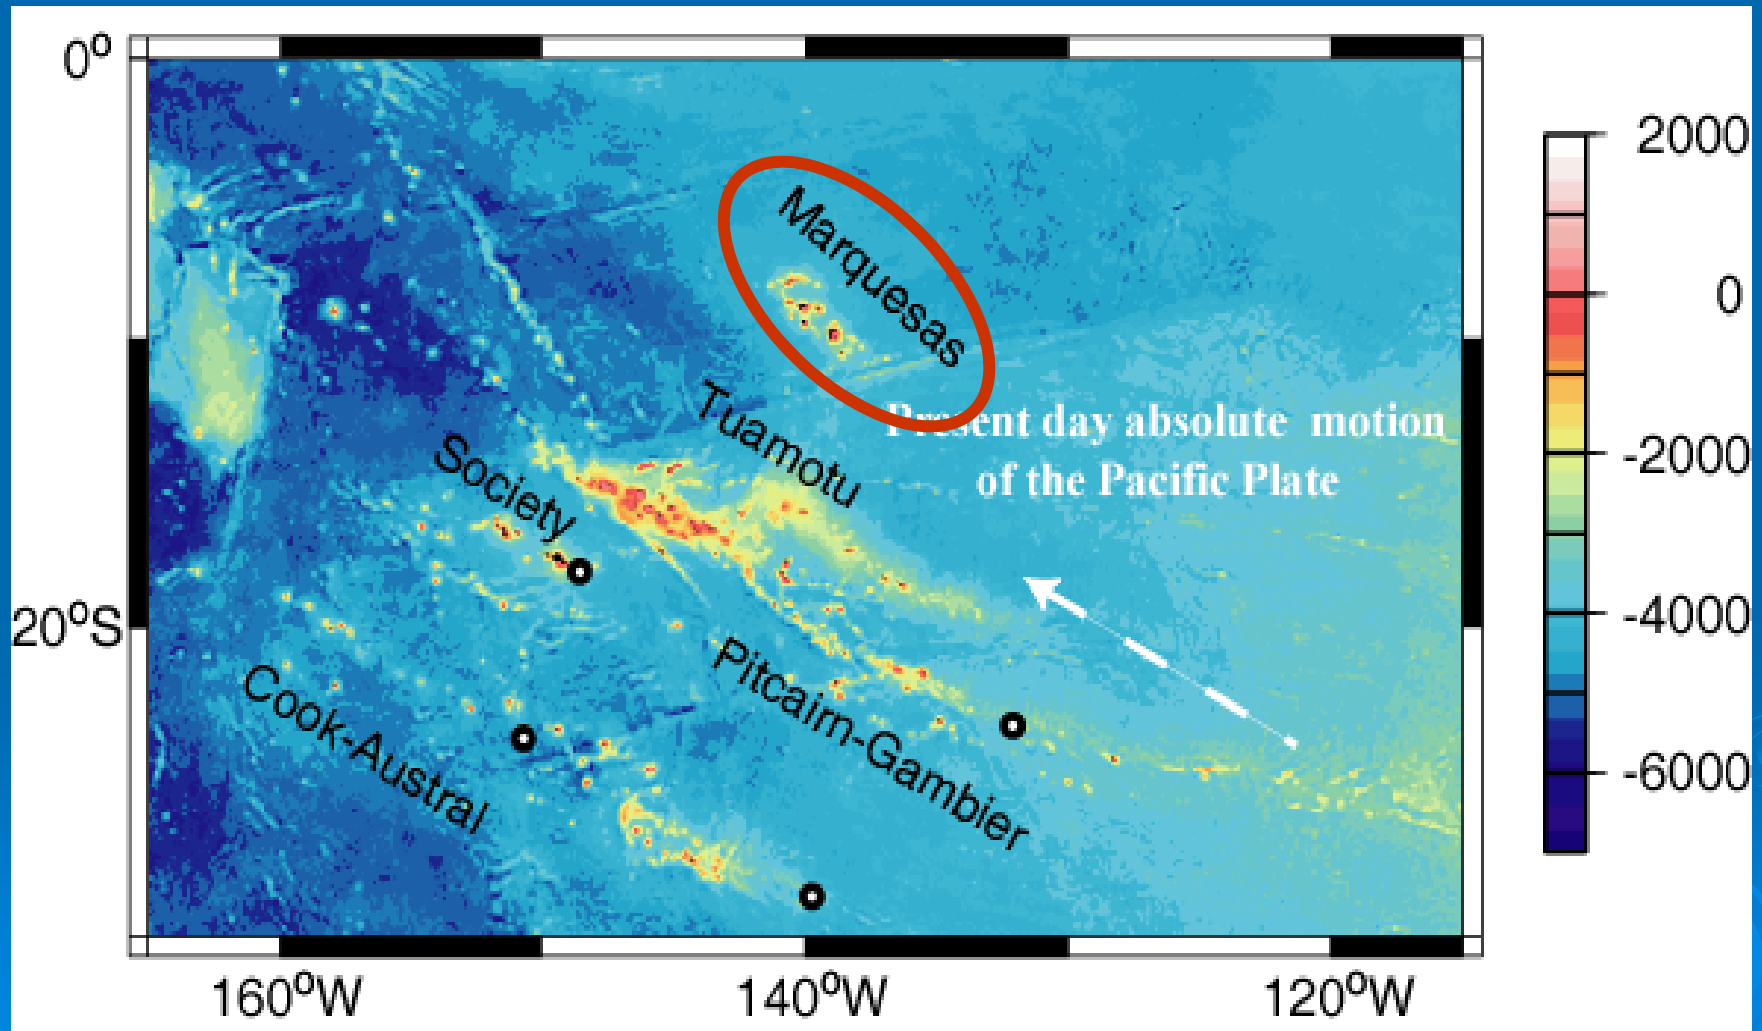 0°
2000
Marquesas
0
Tuamotu
Present day absolute motion
of the Pacific Plate
Society
-2000
20°S
-4000
Pitcairn-Gambier
Cook-Austral
-6000
160°W
140°W
120°W